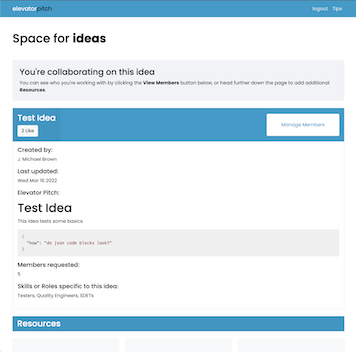 elevatorpitch
logout Tips
Space for ideas
You're collaborating on this idea
You can see who you're working with by clicking the View Members button below, or head further down the page to add additional
Resources.
Test Idea
2 Like
Manage Members
Created by:
J. Michael Brown
Last updated:
Wed Mar 16 2022
Elevator Pitch:
Test Idea
This idea tests some basics.
{
"how": "do json code blocks look?"
}
Members requested:
5
Skills or Roles specific to this idea:
Testers, Quality Engineers, SDETs
Resources